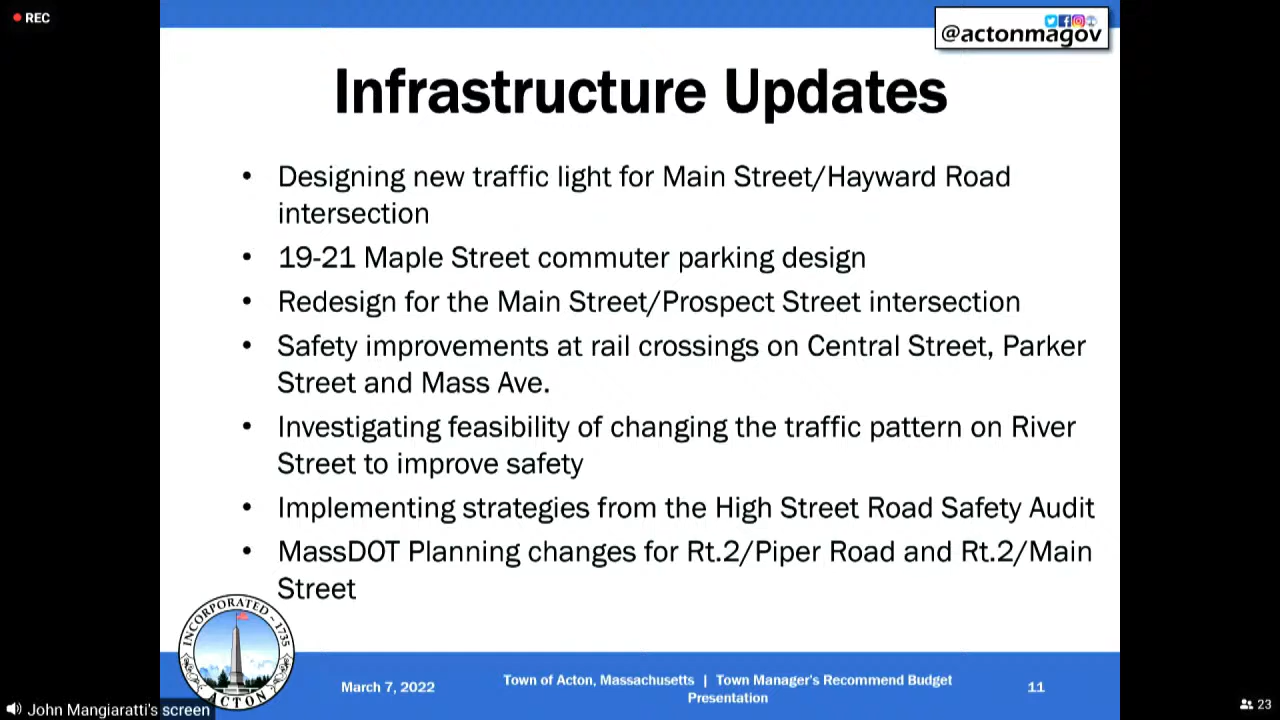 REC
@actonmagov
Infrastructure Updates
• Designing new traffic light for Main Street/Hayward Road
intersection
• 19-21 Maple Street commuter parking design
• Redesign for the Main Street/Prospect Street intersection
• Safety improvements at rail crossings on Central Street, Parker
Street and Mass Ave.
• Investigating feasibility of changing the traffic pattern on River
Street to improve safety
• Implementing strategies from the High Street Road Safety Audit
• MassDOT Planning changes for Rt.2/Piper Road and Rt.2/Main
Street
INCORPORATED - 1735
ACTON
March 7, 2022
Town of Acton, Massachusetts | Town Manager's Recommend Budget
Presentation
11
John Mangiaratti's screen
23